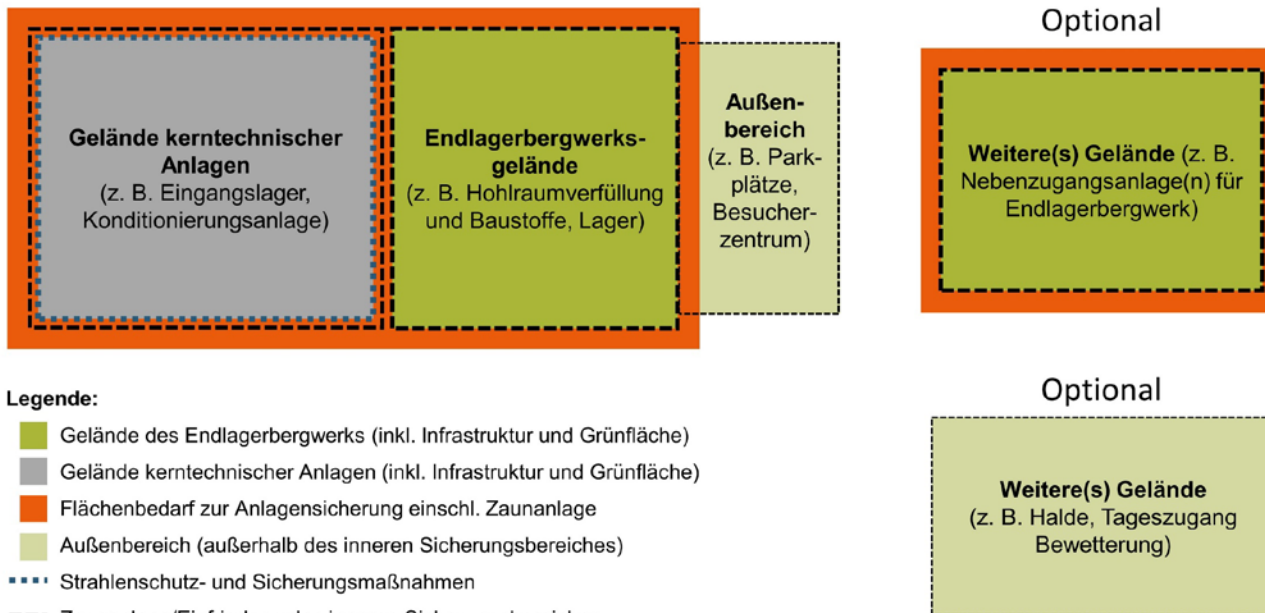 Optional
Gelände kerntechnischer
Anlagen
(z. B. Eingangslager,
Konditionierungsanlage)
Endlagerbergwerks-
gelände
(z. B. Hohlraumverfüllung
und Baustoffe, Lager)
Außen-
bereich
(z. B. Park-
plätze,
Besucher-
zentrum)
Weitere(s) Gelände (z. B.
Nebenzugangsanlage(n) für
Endlagerbergwerk)
Legende:
Gelände des Endlagerbergwerks (inkl. Infrastruktur und Grünfläche)
Gelände kerntechnischer Anlagen (inkl. Infrastruktur und Grünfläche)
Flächenbedarf zur Anlagensicherung einschl. Zaunanlage
Außenbereich (außerhalb des inneren Sicherungsbereiches)
Strahlenschutz- und Sicherungsmaßnahmen
Optional
Weitere(s) Gelände
(z. B. Halde, Tageszugang
Bewetterung)